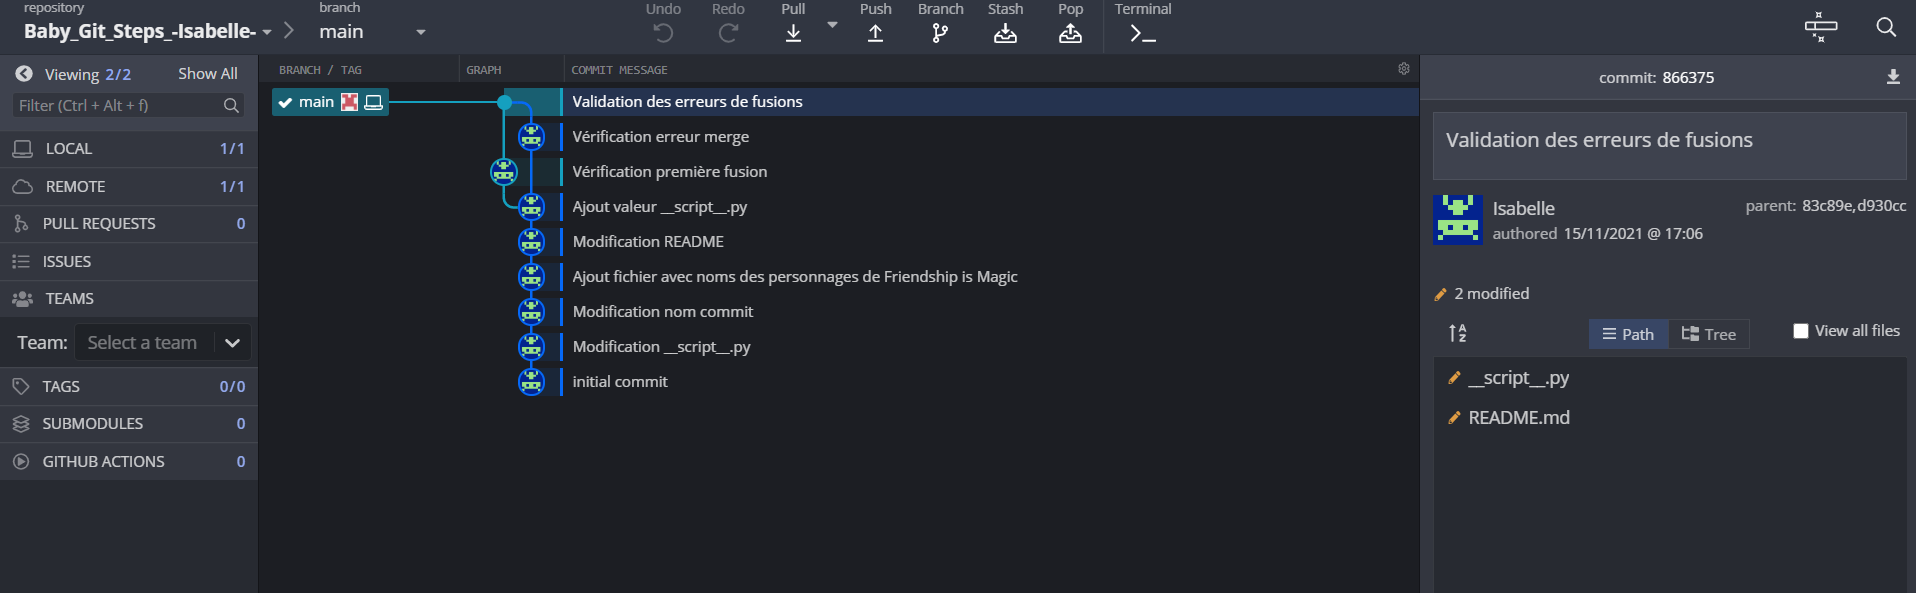 repository
Baby_Git_Steps_-Isabelle-
branch
main
Undo
Redo
Pull
Push
Branch
Stash
Pop
Terminal
Viewing 2/2
Show All
Filter (Ctrl + Alt + f)
LOCAL 1/1
REMOTE 1/1
PULL REQUESTS 0
ISSUES
TEAMS
Team: Select a team
TAGS 0/0
SUBMODULES 0
GITHUB ACTIONS 0
BRANCH / TAG
GRAPH
COMMIT MESSAGE
main
Validation des erreurs de fusions
Vérification erreur merge
Vérification première fusion
Ajout valeur __script__.py
Modification README
Ajout fichier avec noms des personnages de Friendship is Magic
Modification nom commit
Modification __script__.py
initial commit
commit: 866375
Validation des erreurs de fusions
Isabelle
authored 15/11/2021 @ 17:06
parent: 83c89e,d930cc
2 modified
A
Z
Path
Tree
View all files
__script__.py
README.md